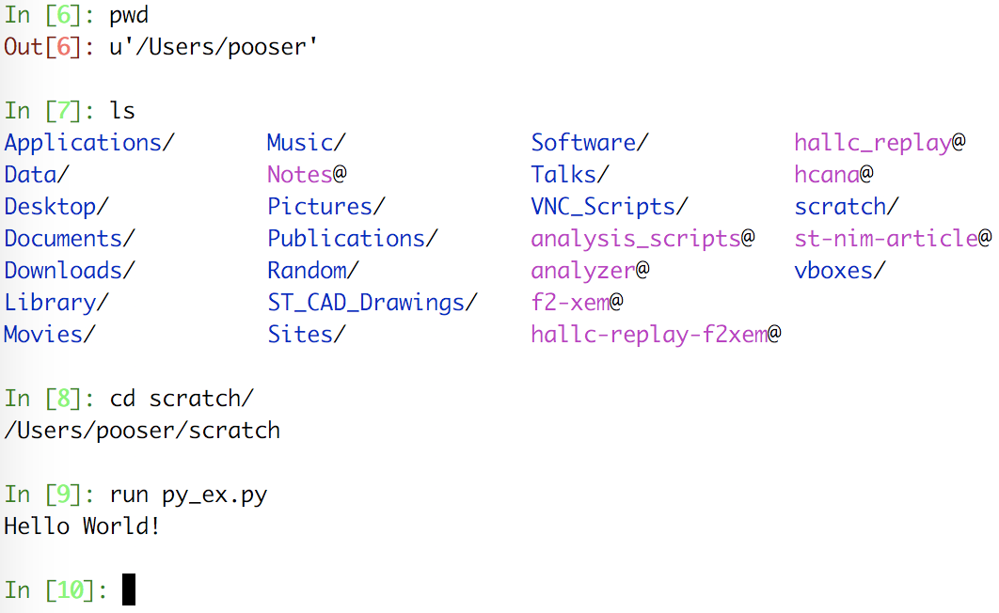 In [6]: pwd
Out[6]: u'/Users/pooser'
In [7]: ls
Applications/ Music/ Software/ hallc_replay@
Data/ Notes@ Talks/ hcana@
Desktop/ Pictures/ VNC_Scripts/ scratch/
Documents/ Publications/ analysis_scripts@ st-nim-article@
Downloads/ Random/ analyzer@ vboxes/
Library/ ST_CAD_Drawings/ f2-xem@
Movies/ Sites/ hallc-replay-f2xem@
In [8]: cd scratch/
/Users/pooser/scratch
In [9]: run py_ex.py
Hello World!
In [10]: